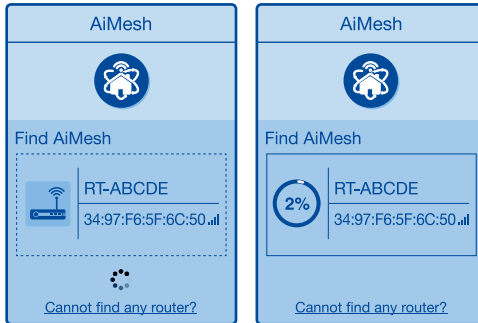 AiMesh
Find AiMesh
RT-ABCDE
34:97:F6:5F:6C:50
Cannot find any router?
AiMesh
Find AiMesh
2%
RT-ABCDE
34:97:F6:5F:6C:50
Cannot find any router?